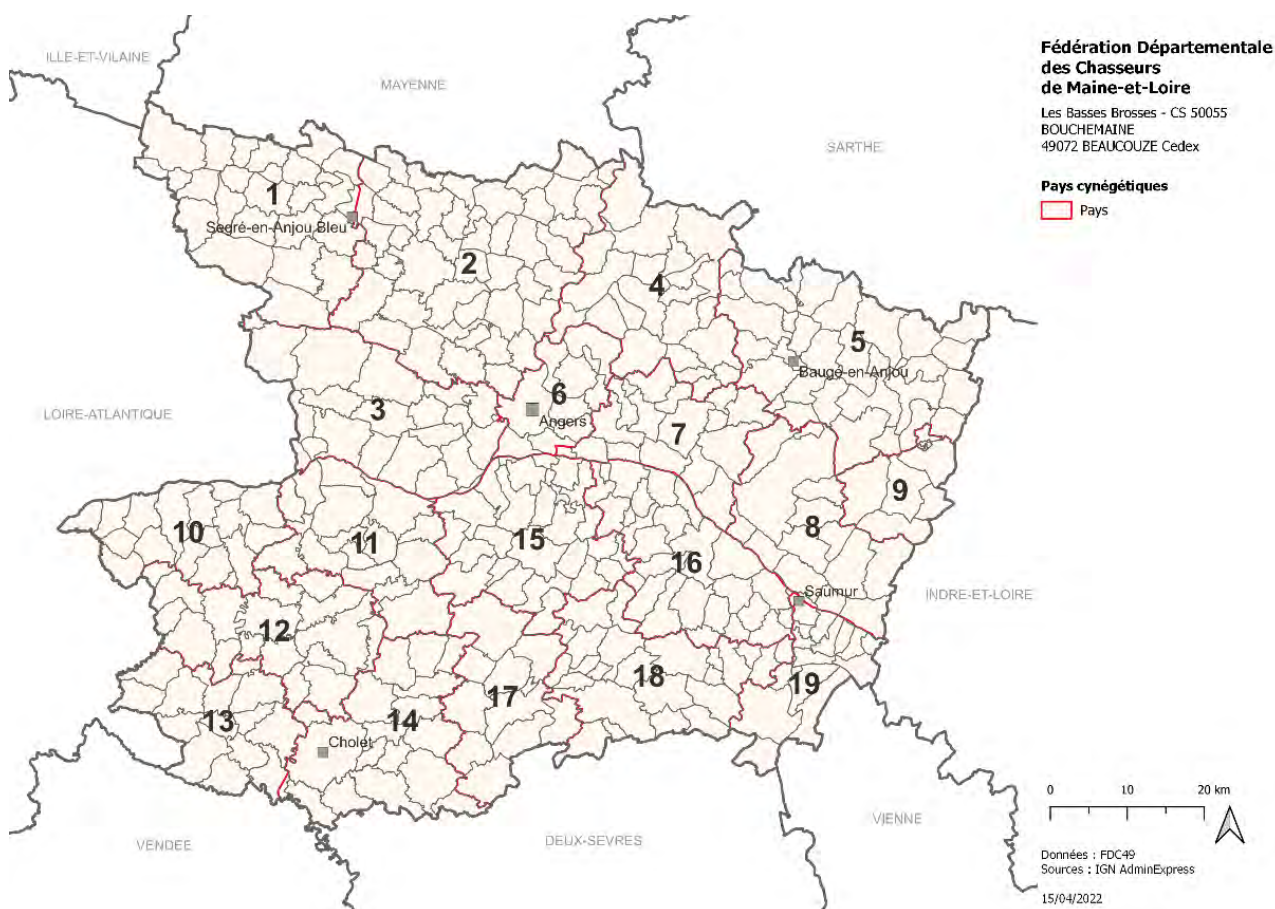 ILLE-ET-VILAINE
MAYENNE
SARTHE
LOIRE-ATLANTIQUE
INDRE-ET-LOIRE
VENDEE
DEUX-SEVRES
VIENNE
1
Segré-en-Anjou Bleu
2
4
5
Baugé-en-Anjou
3
6
Angers
7
9
8
10
11
15
16
Saumur
12
18
19
17
13
14
Cholet
Fédération Départementale
des Chasseurs
de Maine-et-Loire
Les Basses Brosses - CS 50055
BOUCHEMAINE
49072 BEAUCOUZE Cedex
Pays cynégétiques
Pays
0 10 20 km
Données : FDC49
Sources : IGN AdminExpress
15/04/2022